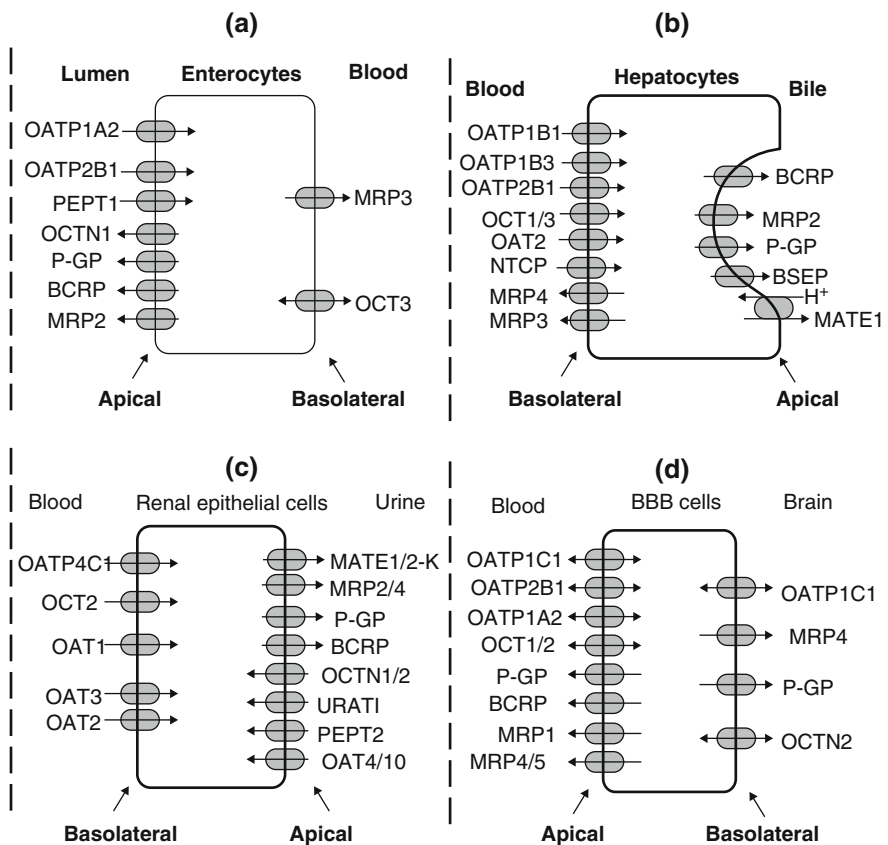 (a)
Lumen Enterocytes Blood
OATP1A2
OATP2B1
PEPT1
OCTN1
P-GP
BCRP
MRP2
MRP3
OCT3
Apical Basolateral
(b)
Blood Hepatocytes Bile
OATP1B1
OATP1B3
OATP2B1
OCT1/3
OAT2
NTCP
MRP4
MRP3
BCRP
MRP2
P-GP
BSEP
H+
MATE1
Basolateral Apical
(c)
Blood Renal epithelial cells Urine
OATP4C1
OCT2
OAT1
OAT3
OAT2
MATE1/2-K
MRP2/4
P-GP
BCRP
OCTN1/2
URATI
PEPT2
OAT4/10
Basolateral Apical
(d)
Blood BBB cells Brain
OATP1C1
OATP2B1
OATP1A2
OCT1/2
P-GP
BCRP
MRP1
MRP4/5
OATP1C1
MRP4
P-GP
OCTN2
Apical Basolateral